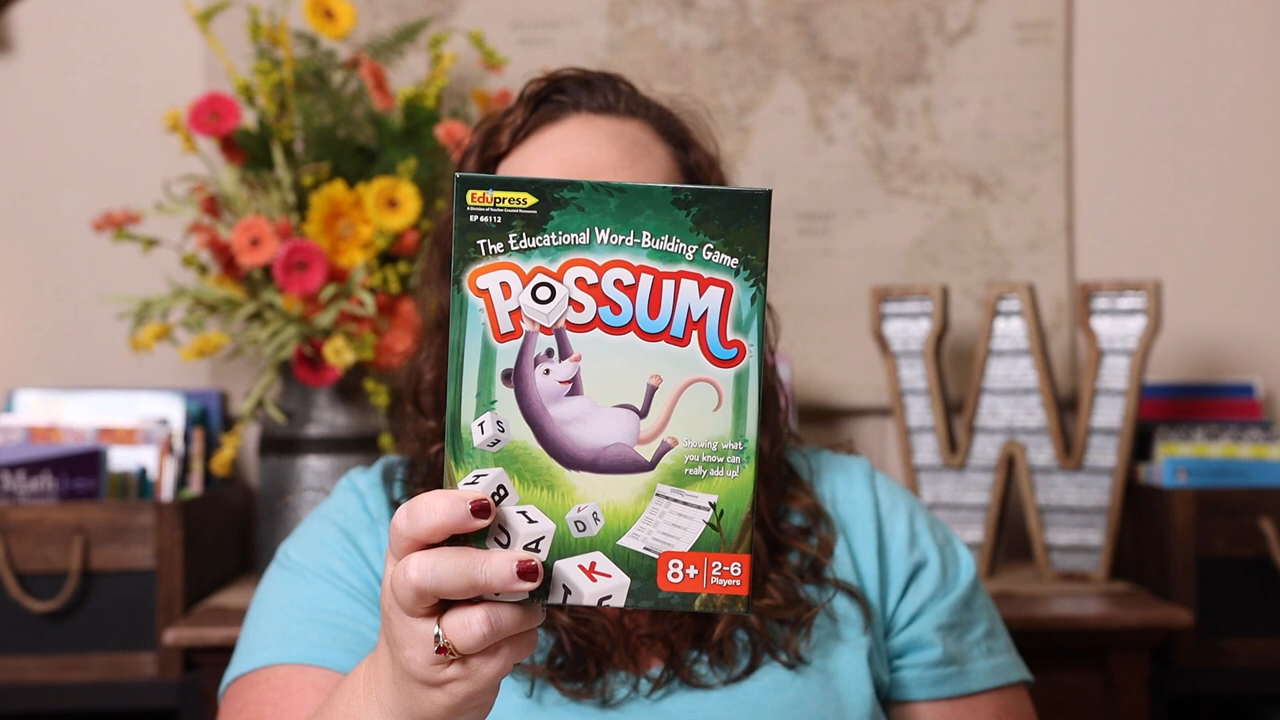 Edupress
A Division of Teacher Created Resources
EP 66112
The Educational Word-Building Game
POSSUM
Showing what
you know can
really add up!
T S
H B
U I A
D R
K
8+ 2-6
Players
Math
W